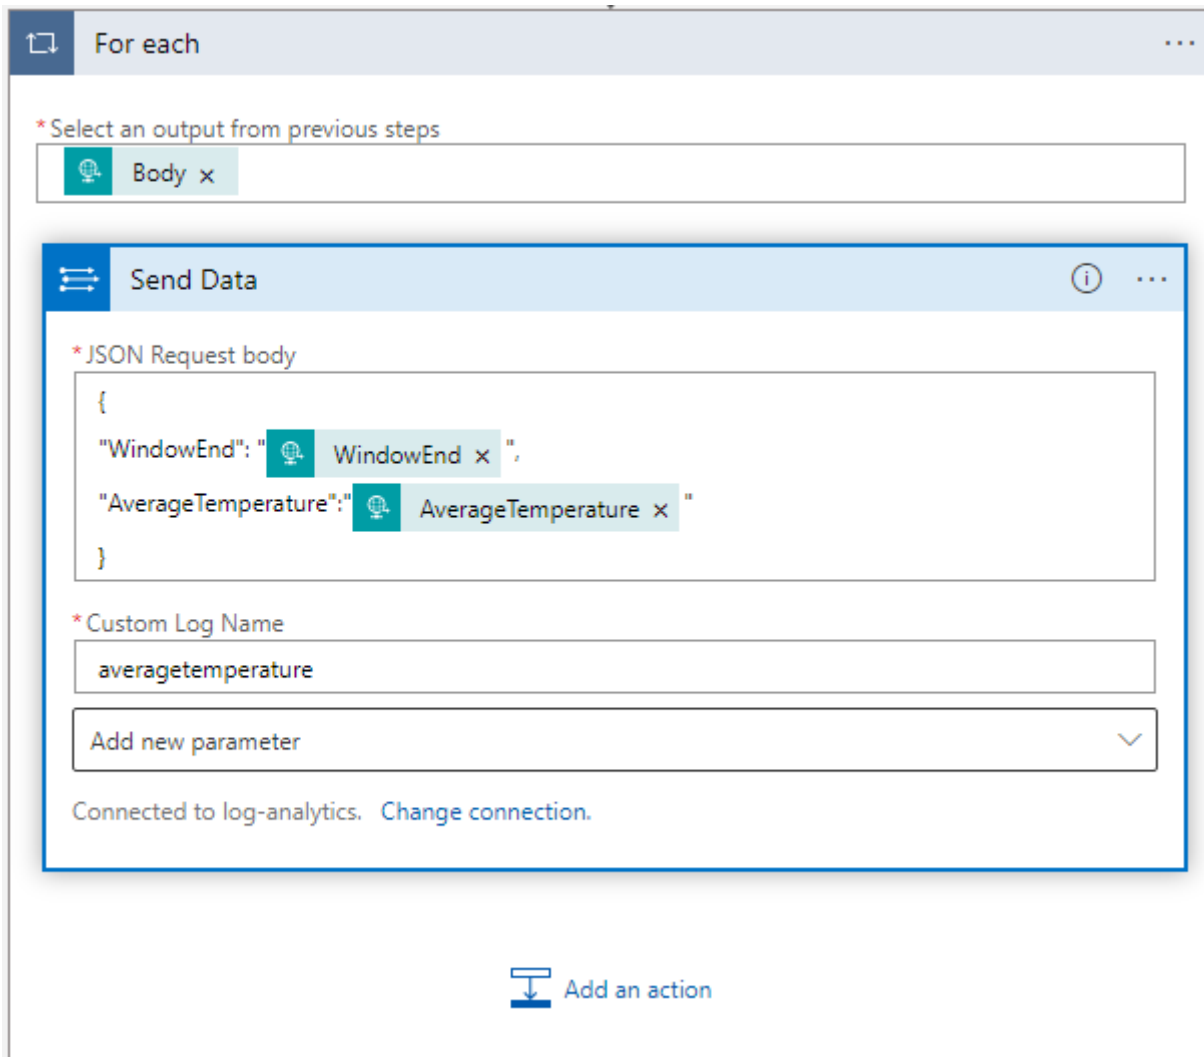 For each
...
* Select an output from previous steps
Body ×
Send Data
...
* JSON Request body
{
"WindowEnd": " WindowEnd × ",
"AverageTemperature":" AverageTemperature × "
}
* Custom Log Name
averagetemperature
Add new parameter
Connected to log-analytics. Change connection.
Add an action